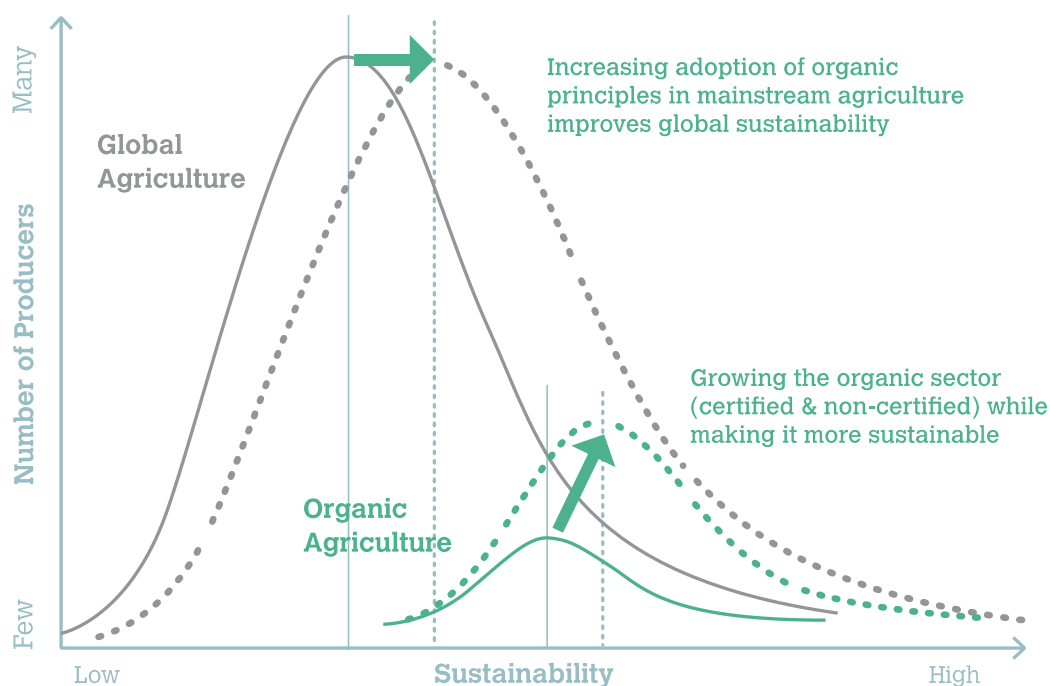 Many
Increasing adoption of organic
principles in mainstream agriculture
improves global sustainability
Global
Agriculture
Number of Producers
Growing the organic sector
(certified & non-certified) while
making it more sustainable
Organic
Agriculture
Few
Low
Sustainability
High